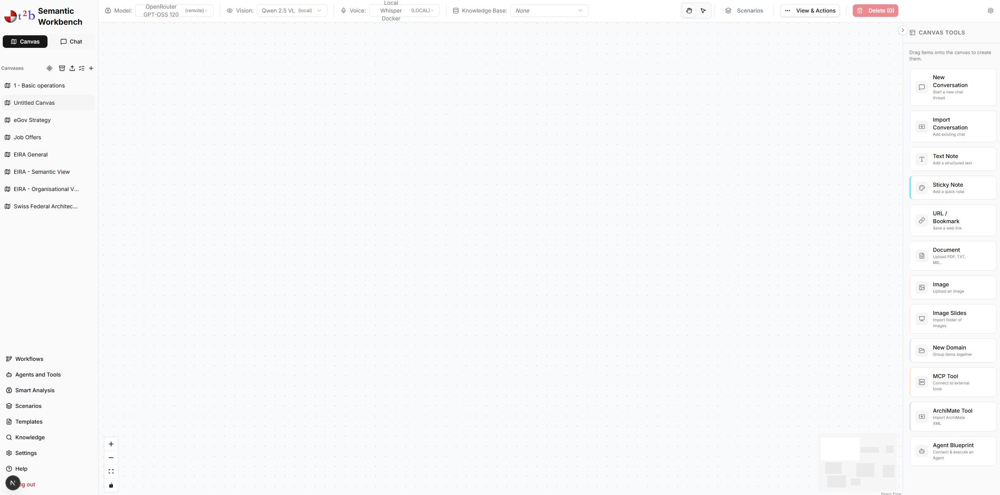 t²b
Semantic
Workbench
Canvas
Chat
Canvases
1 - Basic operations
Untitled Canvas
eGov Strategy
Job Offers
EIRA General
EIRA - Semantic View
EIRA - Organisational V...
Swiss Federal Architec...
Workflows
Agents and Tools
Smart Analysis
Scenarios
Templates
Knowledge
Settings
Help
N
og out
Model:
OpenRouter
GPT-OSS 120
(remote)
Vision:
Qwen 2.5 VL (local)
Voice:
Local
Whisper
Docker
(LOCAL)
Knowledge Base:
None
Scenarios
View & Actions
Delete (0)
CANVAS TOOLS
Drag items onto the canvas to create
them.
New
Conversation
Start a new chat
thread
Import
Conversation
Add existing chat
Text Note
Add a structured text
Sticky Note
Add a quick note
URL /
Bookmark
Save a web link
Document
Upload PDF, TXT,
MD...
Image
Upload an image
Image Slides
Import folder of
images
New Domain
Group items together
MCP Tool
Connect to external
tools
ArchiMate Tool
Import ArchiMate
XML
Agent Blueprint
Connect & execute an
Agent
React Flow